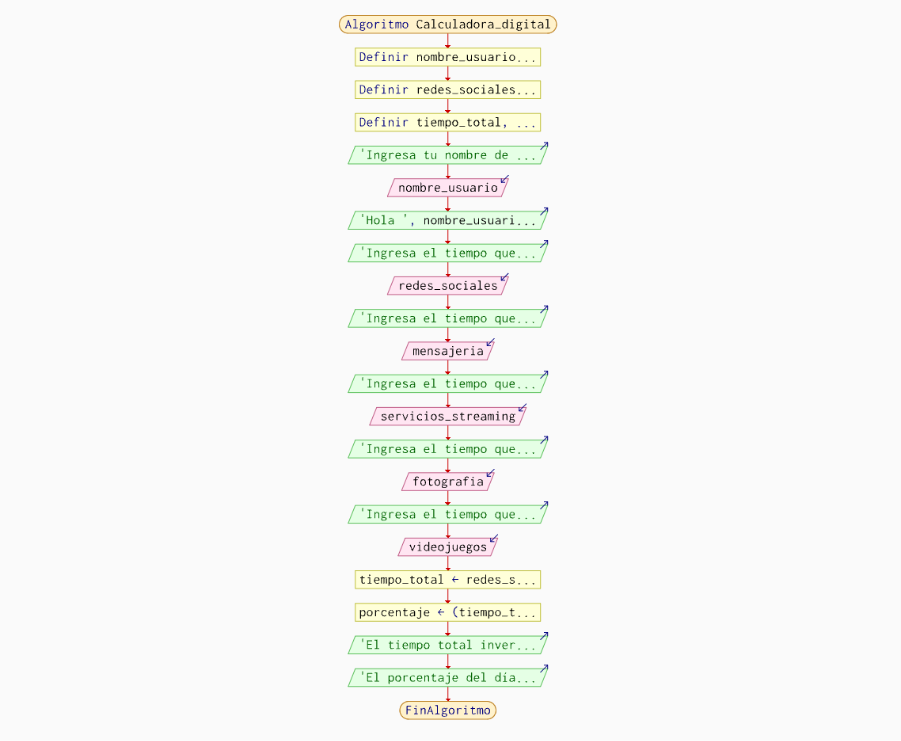 Algoritmo Calculadora_digital
Definir nombre_usuario...
Definir redes_sociales...
Definir tiempo_total, ...
'Ingresa tu nombre de ...
nombre_usuario
'Hola ', nombre_usuari...
'Ingresa el tiempo que...
redes_sociales
'Ingresa el tiempo que...
mensajeria
'Ingresa el tiempo que...
servicios_streaming
'Ingresa el tiempo que...
fotografia
'Ingresa el tiempo que...
videojuegos
tiempo_total ← redes_s...
porcentaje ← (tiempo_t...
'El tiempo total inver...
'El porcentaje del día...
FinAlgoritmo